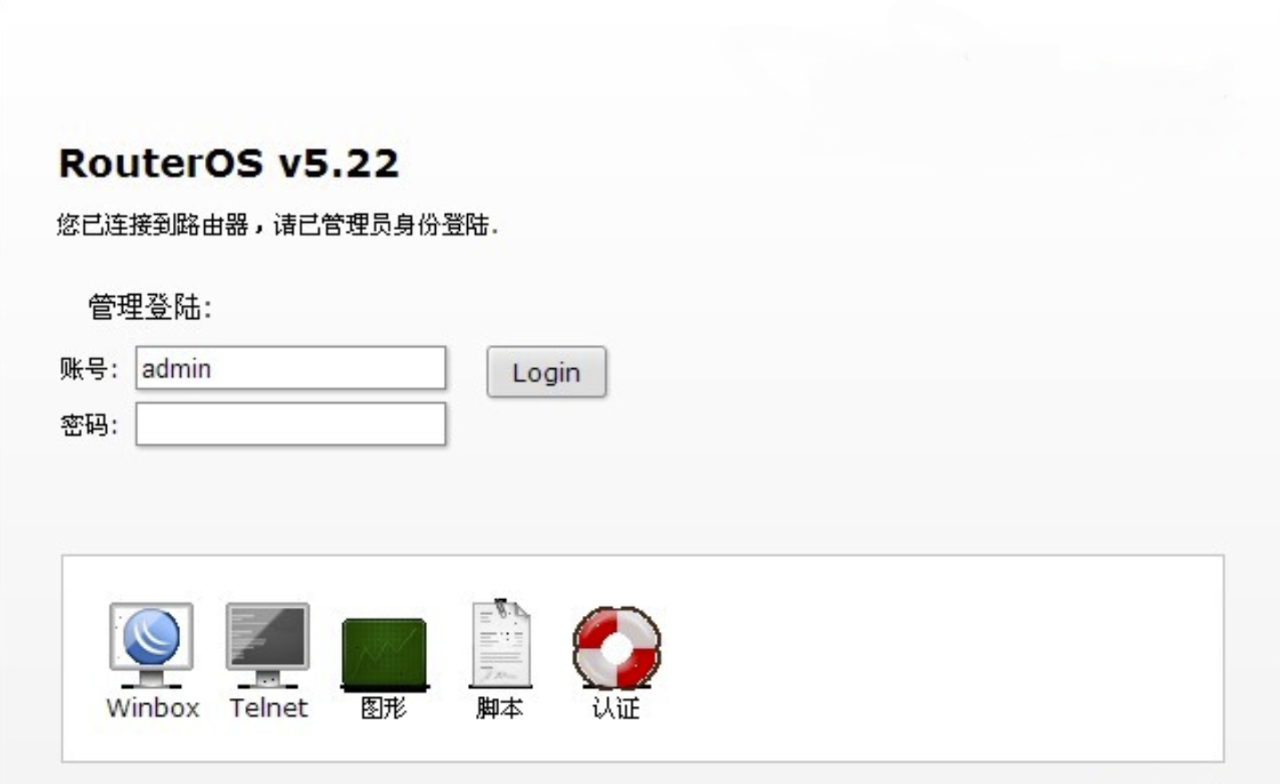 RouterOS v5.22
您已连接到路由器，请已管理员身份登陆.
管理登陆:
账号: admin
Login
密码:
Winbox Telnet 图形 脚本 认证